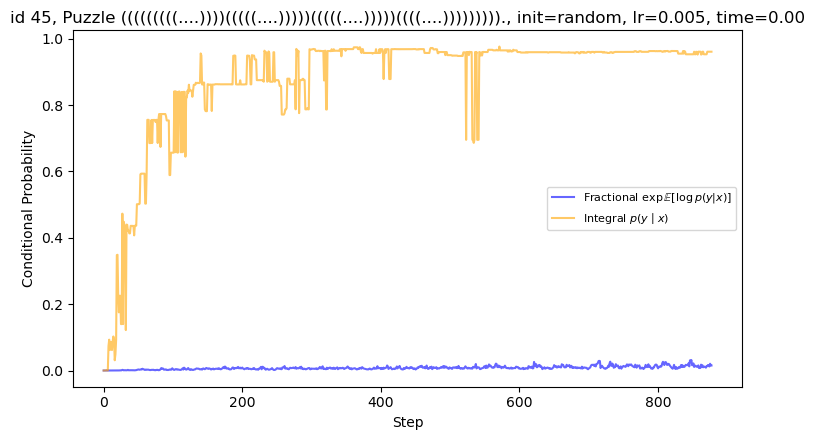 id 45, Puzzle (((((((((....))))(((((....)))))(((((....)))))((((....)))))))))., init=random, lr=0.005, time=0.00
1.0
0.8
0.6
0.4
0.2
0.0
Conditional Probability
Fractional exp𝔼[log p(y|x)]
Integral p(y | x)
0
200
400
600
800
Step